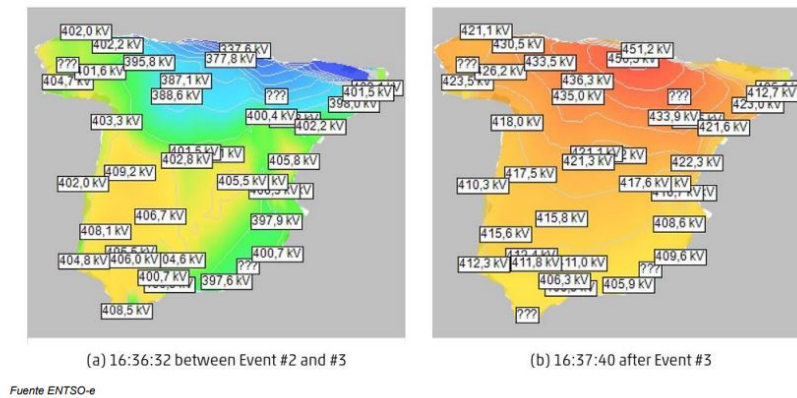 402,0 kV
402,2 kV
337,6 kV
395,8 kV
377,8 kV
???
401,6 kV
404,7 kV
387,1 kV
388,6 kV
???
401,5 kV
398,0 kV
400,4 kV
403,3 kV
402,2 kV
402,8 kV
405,8 kV
409,2 kV
402,0 kV
405,5 kV
kV
406,7 kV
397,9 kV
408,1 kV
404,8 kV
406,0 kV
04,6 kV
400,7 kV
???
400,7 kV
397,6 kV
408,5 kV
(a) 16:36:32 between Event #2 and #3
421,1 kV
430,5 kV
451,2 kV
433,5 kV
???
426,2 kV
423,5 kV
436,3 kV
435,0 kV
???
412,7 kV
423,0 kV
433,9 kV
418,0 kV
421,6 kV
421,3 kV
422,3 kV
417,5 kV
410,3 kV
417,6 kV
kV
415,8 kV
408,6 kV
415,6 kV
412,3 kV
411,8 kV
11,0 kV
409,6 kV
???
406,3 kV
405,9 kV
???
(b) 16:37:40 after Event #3
Fuente ENTSO-e